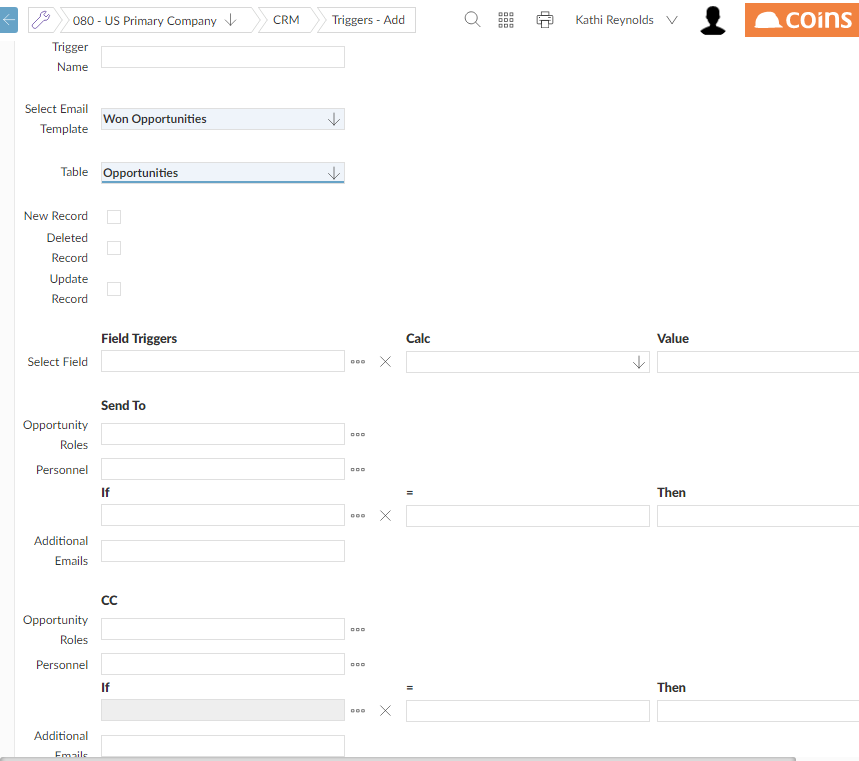 080 - US Primary Company
CRM
Triggers - Add
Kathi Reynolds
coins
Trigger
Name
Select Email
Template
Won Opportunities
Table
Opportunities
New Record
Deleted
Record
Update
Record
Field Triggers
Calc
Value
Select Field
Send To
Opportunity
Roles
Personnel
If
=
Then
Additional
Emails
CC
Opportunity
Roles
Personnel
If
=
Then
Additional
Emails